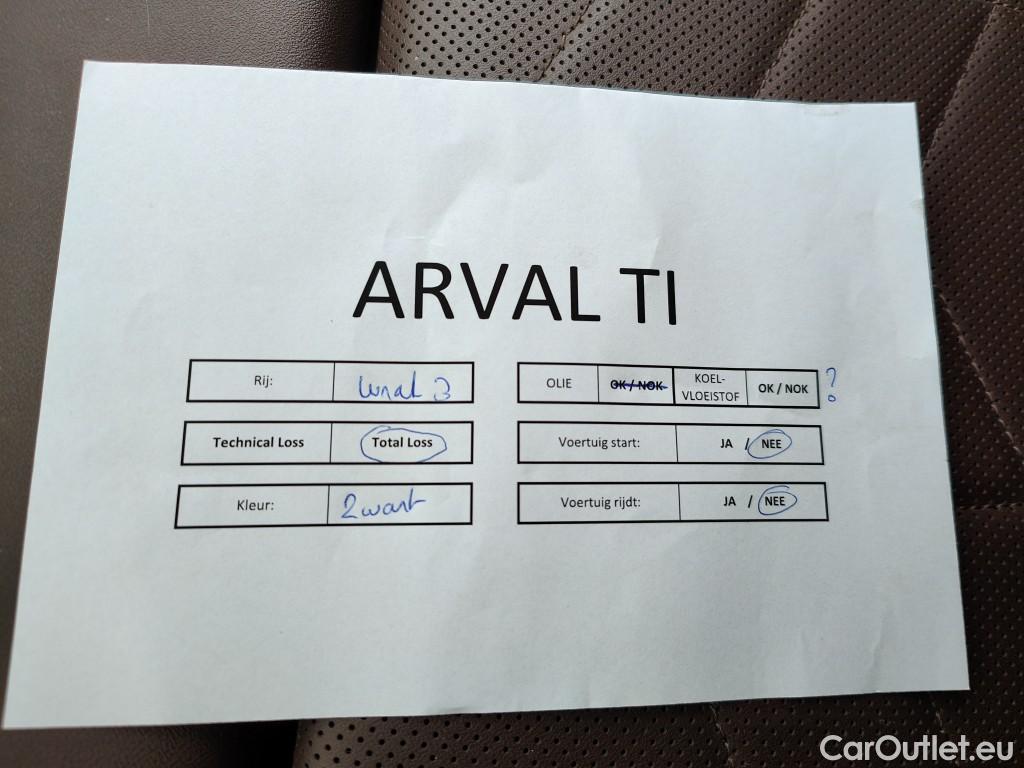 ARVAL TI
Rij: 3
OLIE OK / NOK KOEL-VLOEISTOF OK / NOK ?
Technical Loss Total Loss
Voertuig start: JA / NEE
Kleur: Zwart
Voertuig rijdt: JA / NEE
CarOutlet.eu